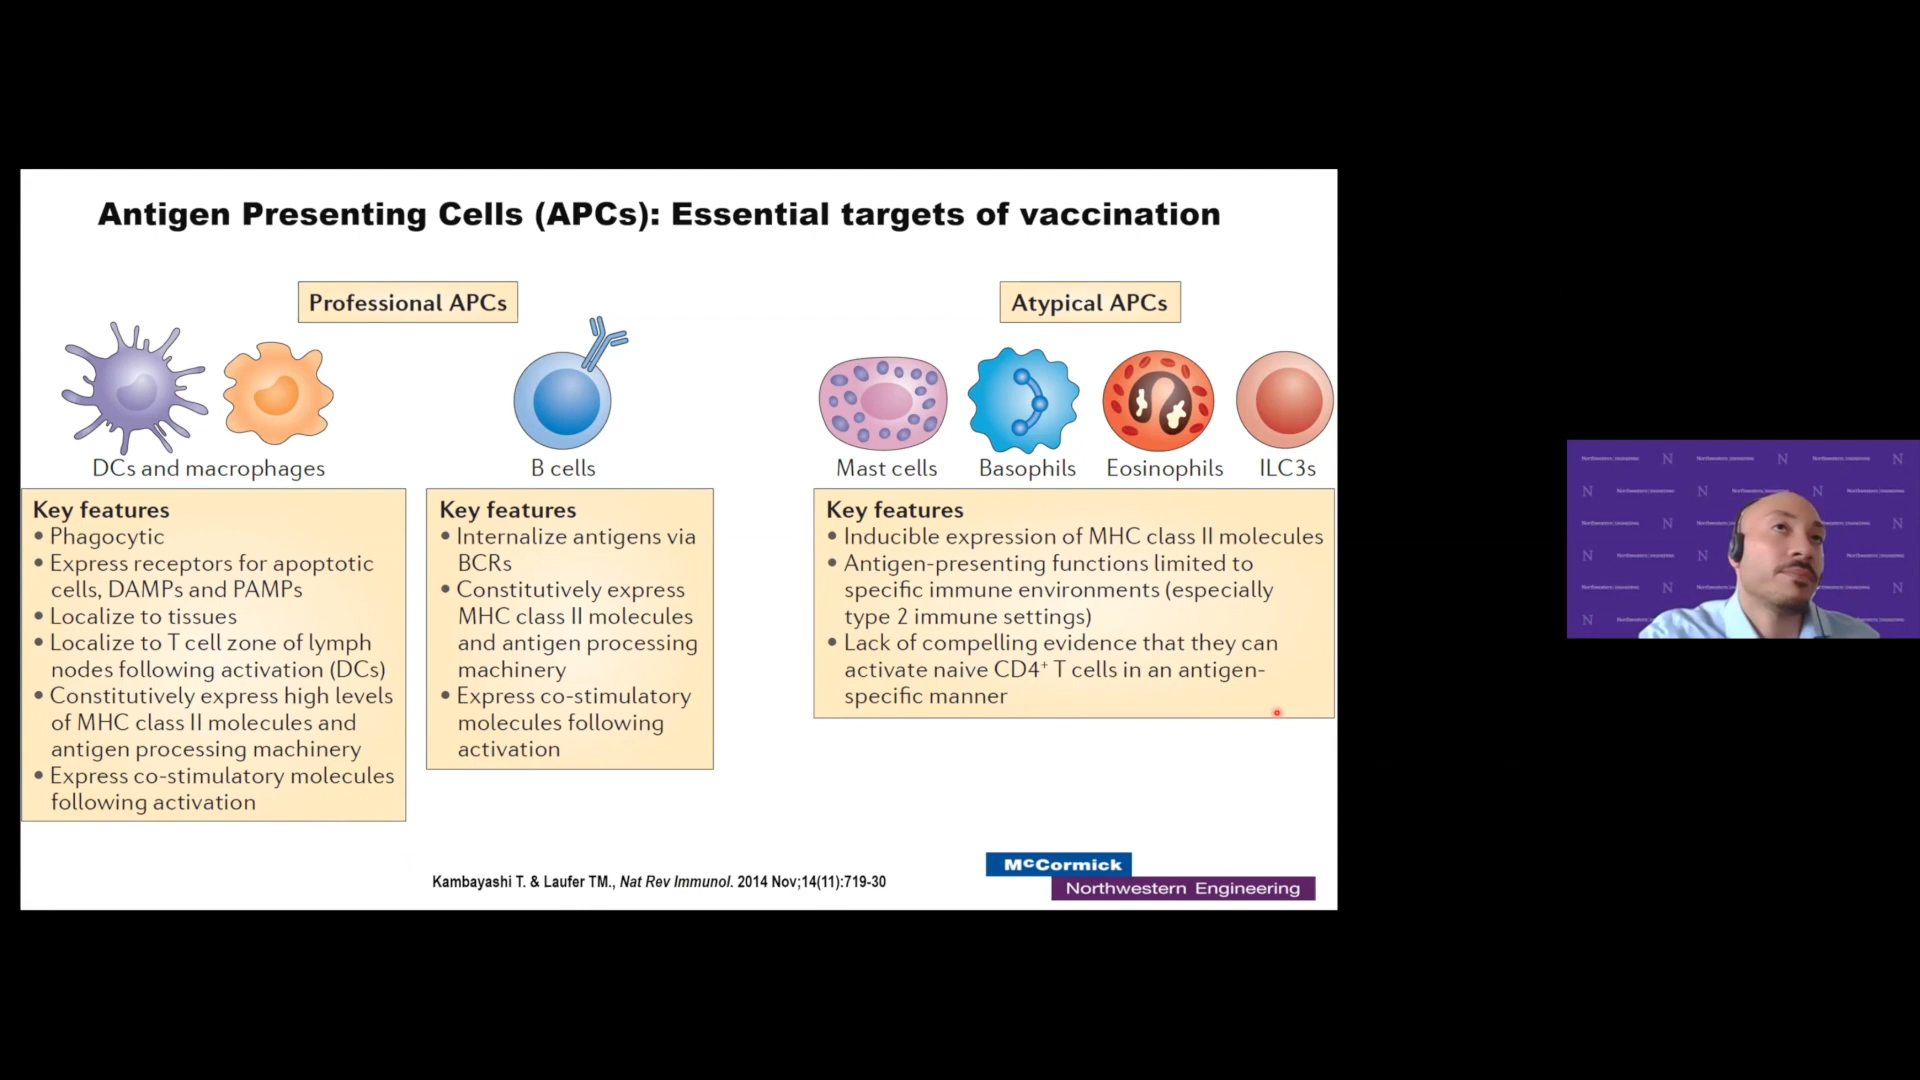 Antigen Presenting Cells (APCs): Essential targets of vaccination
Professional APCs
DCs and macrophages
Key features
• Phagocytic
• Express receptors for apoptotic
cells, DAMPs and PAMPs
• Localize to tissues
• Localize to T cell zone of lymph
nodes following activation (DCs)
• Constitutively express high levels
of MHC class II molecules and
antigen processing machinery
• Express co-stimulatory molecules
following activation
B cells
Key features
• Internalize antigens via
BCRs
• Constitutively express
MHC class II molecules
and antigen processing
machinery
• Express co-stimulatory
molecules following
activation
Atypical APCs
Mast cells
Basophils
Eosinophils
ILC3s
Key features
• Inducible expression of MHC class II molecules
• Antigen-presenting functions limited to
specific immune environments (especially
type 2 immune settings)
• Lack of compelling evidence that they can
activate naive CD4⁺ T cells in an antigen-
specific manner
Kambayashi T. & Laufer TM., Nat Rev Immunol. 2014 Nov;14(11):719-30
McCormick
Northwestern Engineering